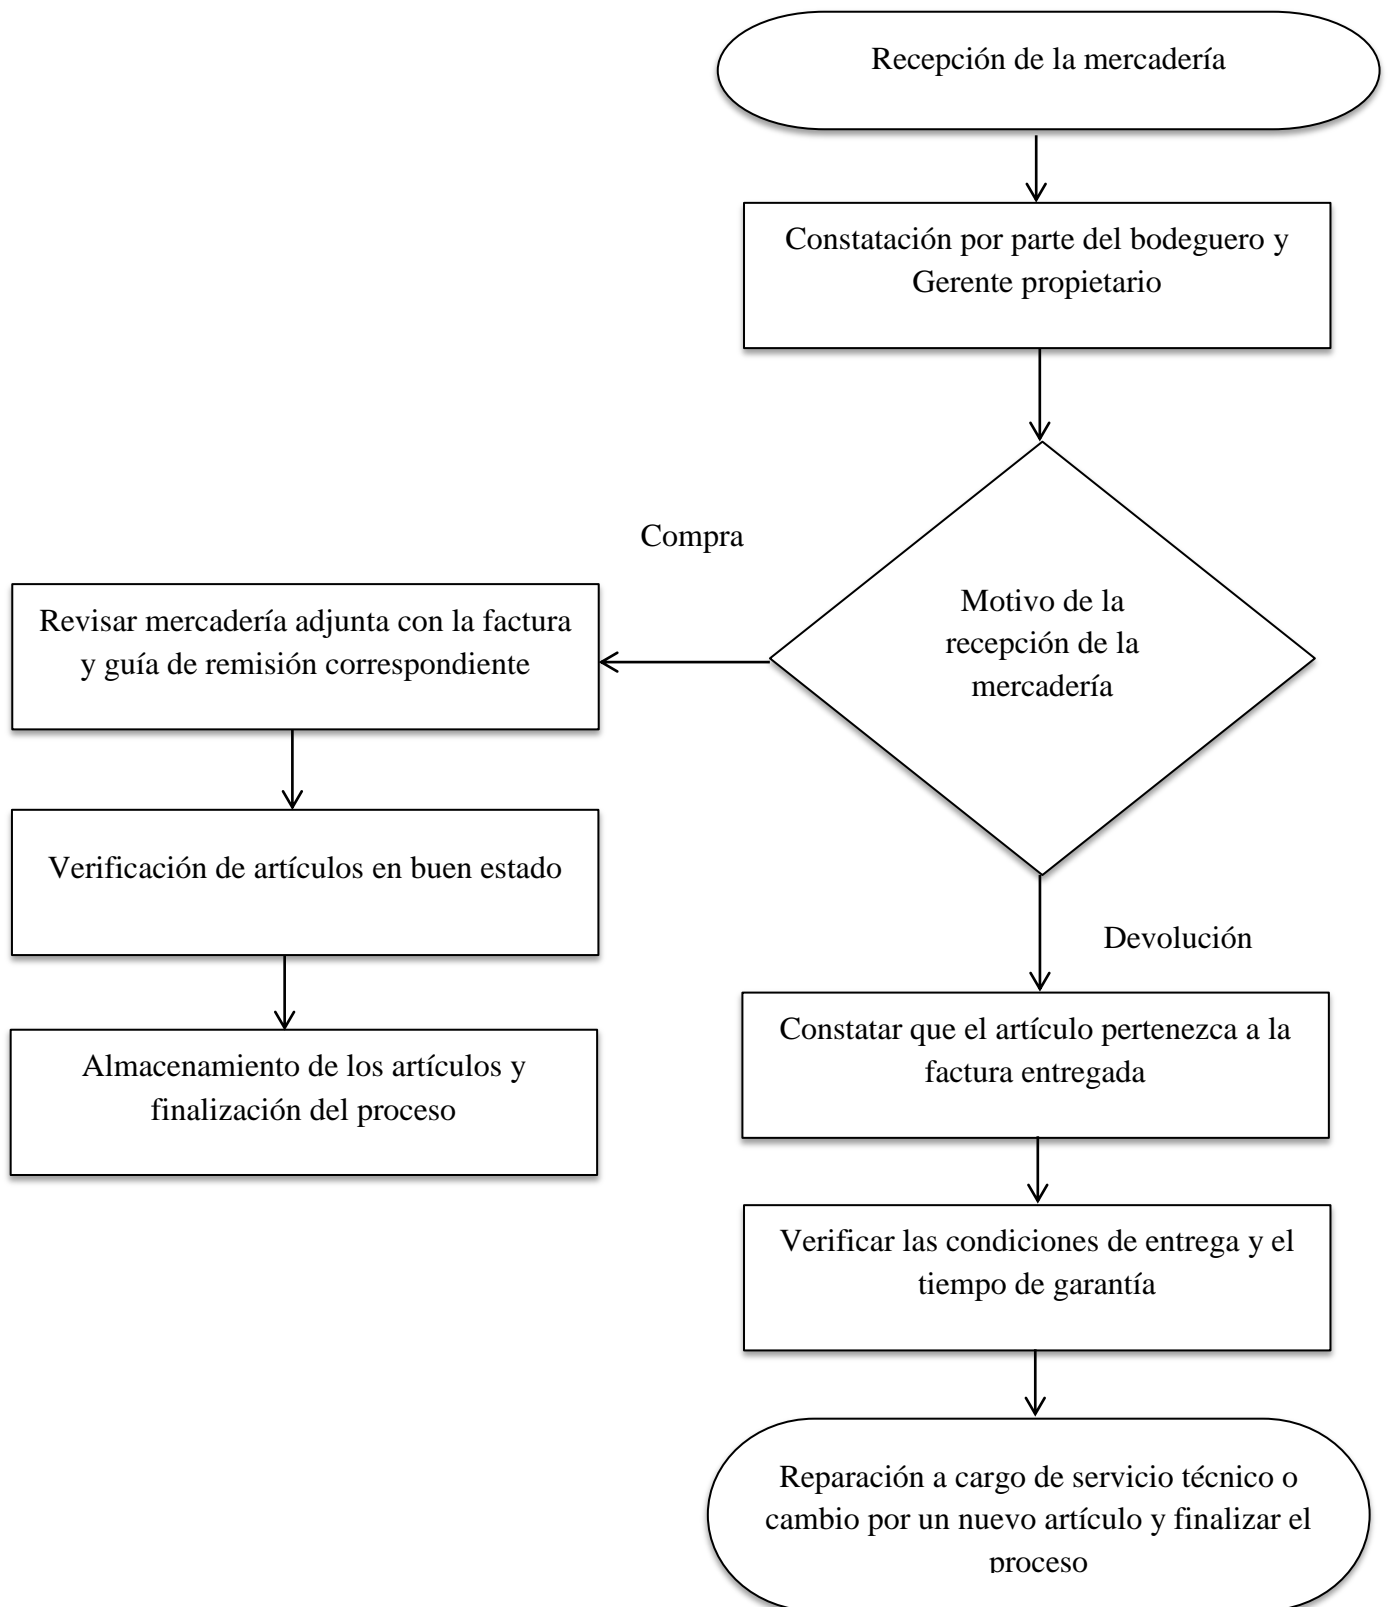 Recepción de la mercadería
Constatación por parte del bodeguero y
Gerente propietario
Motivo de la
recepción de la
mercadería
Compra
Revisar mercadería adjunta con la factura
y guía de remisión correspondiente
Verificación de artículos en buen estado
Almacenamiento de los artículos y
finalización del proceso
Devolución
Constatar que el artículo pertenezca a la
factura entregada
Verificar las condiciones de entrega y el
tiempo de garantía
Reparación a cargo de servicio técnico o
cambio por un nuevo artículo y finalizar el
proceso